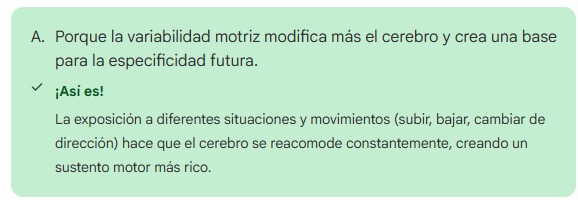 A. Porque la variabilidad motriz modifica más el cerebro y crea una base
para la especificidad futura.
¡Así es!
La exposición a diferentes situaciones y movimientos (subir, bajar, cambiar de
dirección) hace que el cerebro se reacomode constantemente, creando un
sustento motor más rico.